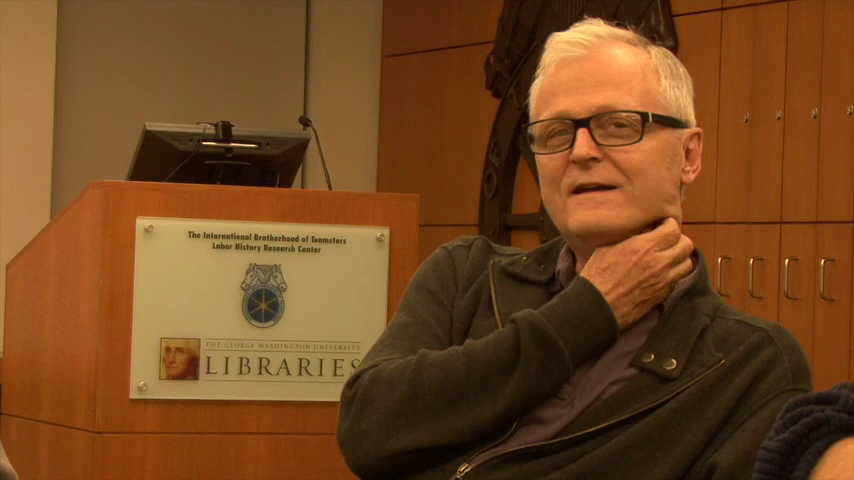 The International Brotherhood of Teamsters
Labor History Research Center
THE GEORGE WASHINGTON UNIVERSITY
LIBRARIES